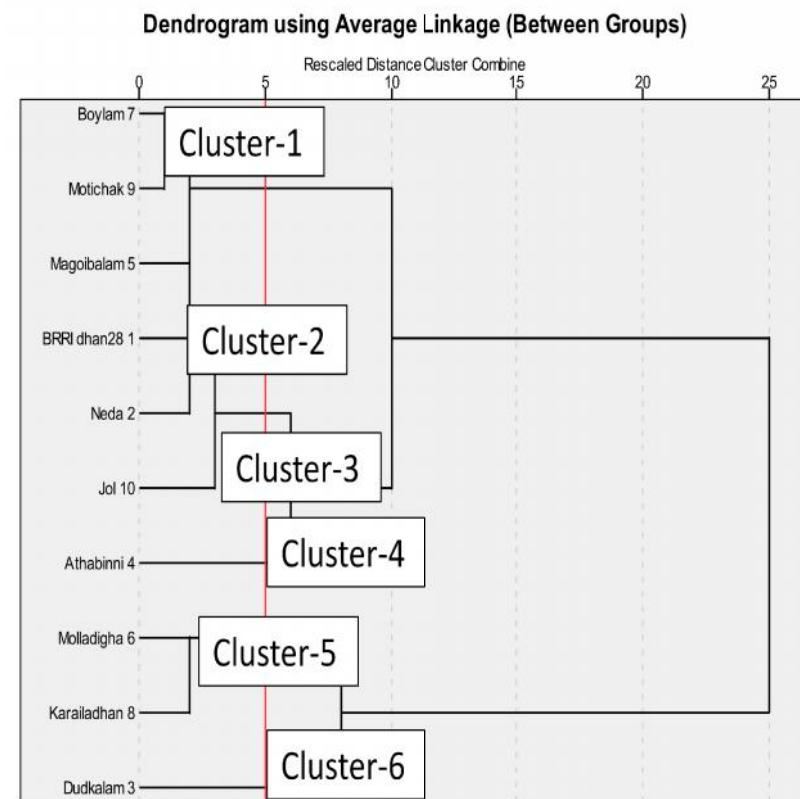 Dendrogram using Average Linkage (Between Groups)
Rescaled Distance Cluster Combine
0 5 10 15 20 25
Boylam 7
Cluster-1
Motichak 9
Magoibalam 5
BRRI dhan28 1
Cluster-2
Neda 2
Cluster-3
Jol 10
Cluster-4
Athabinni 4
Molladigha 6
Cluster-5
Karailadhan 8
Cluster-6
Dudkalam 3